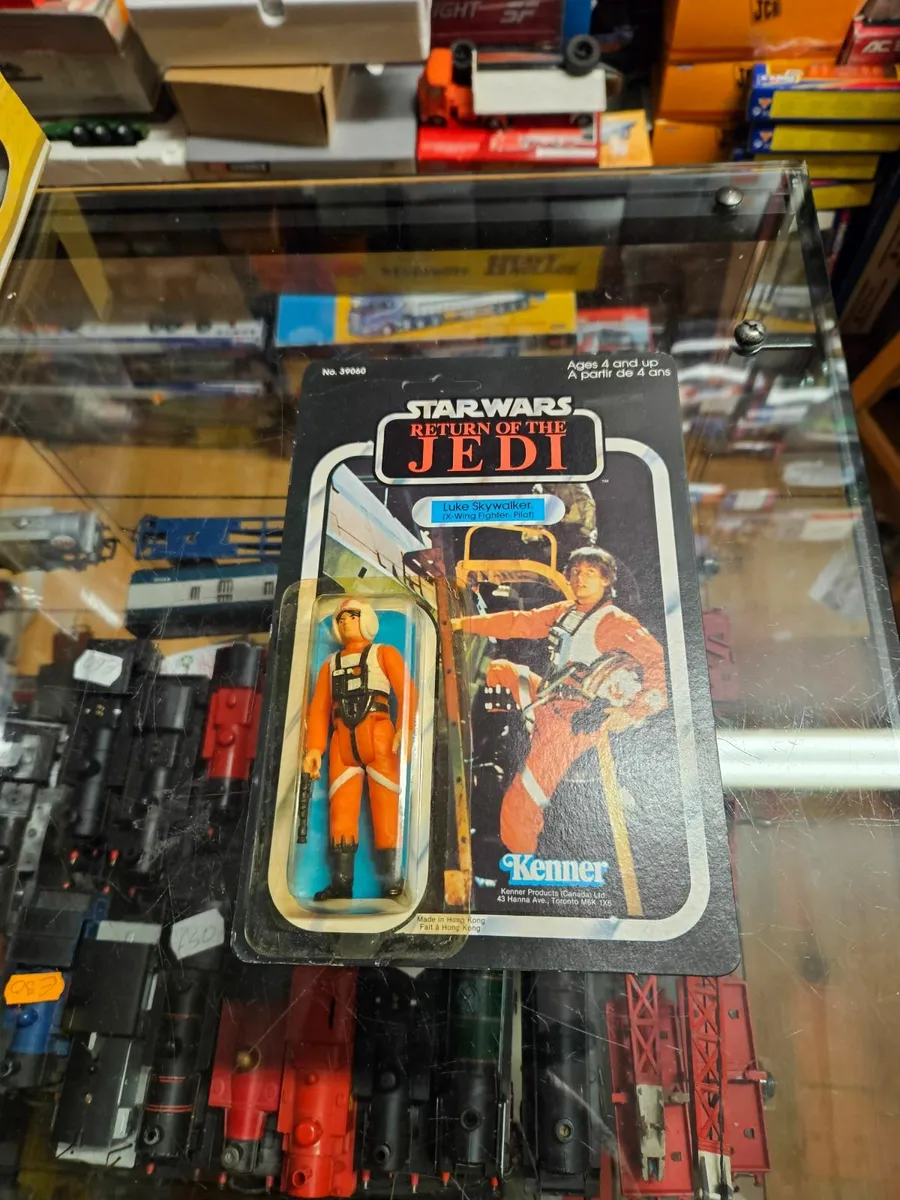 No. 39060
Ages 4 and up
A partir de 4 ans
STAR WARS
RETURN OF THE
JEDI
TM
Luke Skywalker
(X-Wing Fighter Pilot)
Kenner
Kenner Products (Canada) Ltd
43 Hanna Ave., Toronto M6K 1X6
Made in Hong Kong
Fait à Hong Kong
JCB